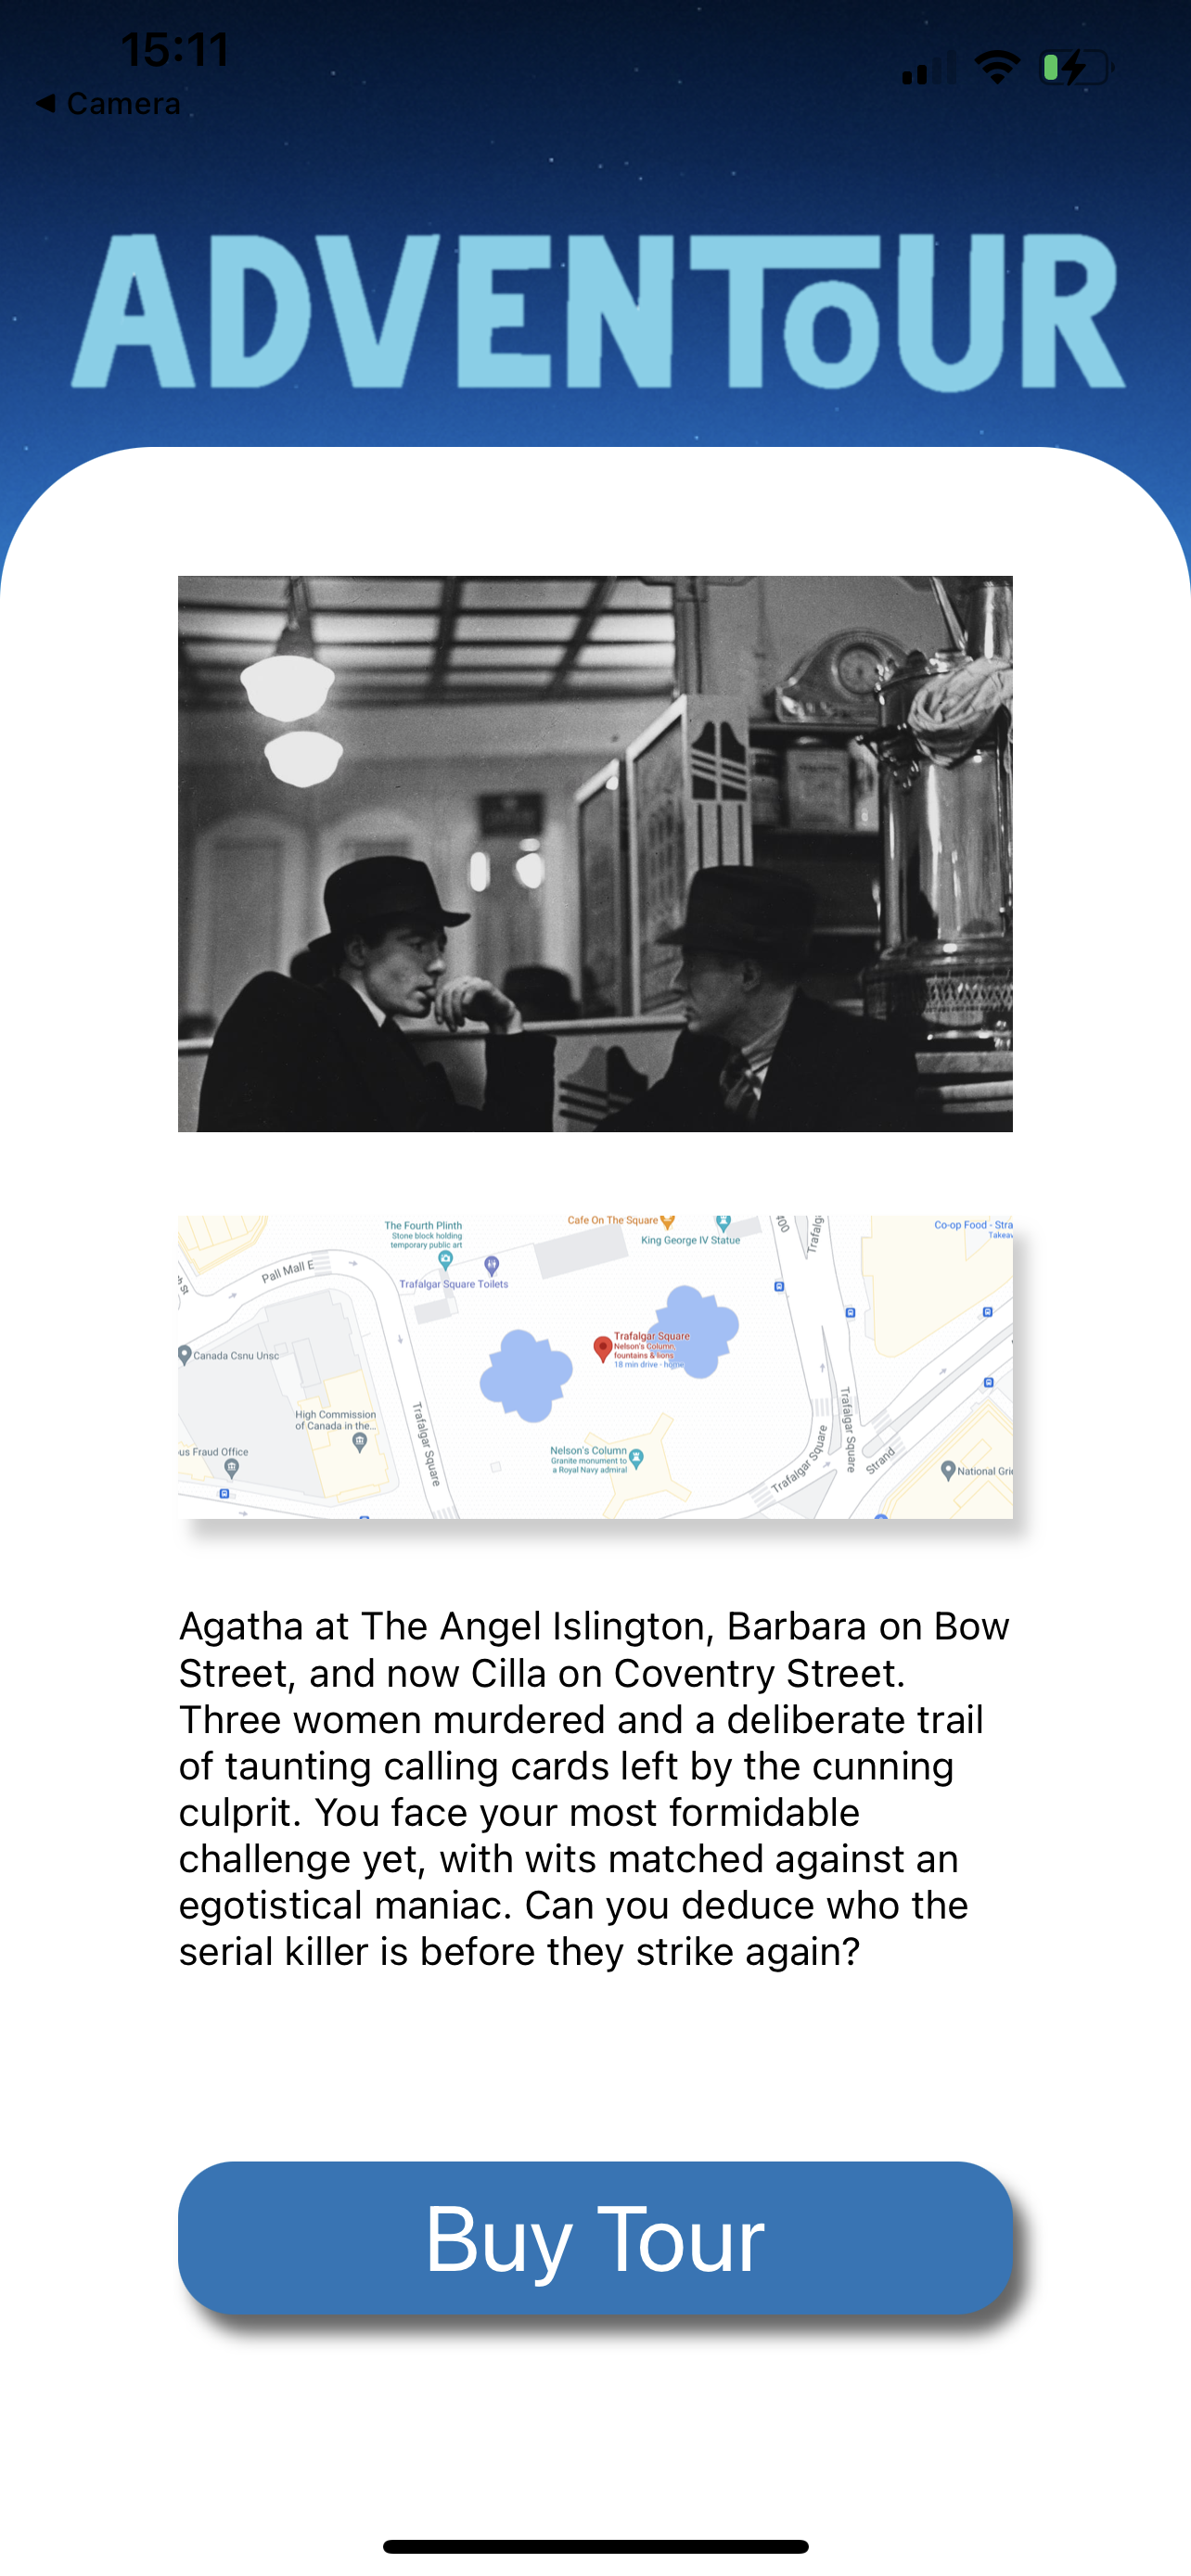 15:11
Camera
ADVENTOUR
The Fourth Plinth
Stone block holding
temporary public art
Cafe On The Square
King George IV Statue
Co-op Food - Stra
Takeaw
Pall Mall E
Trafalgar Square Toilets
Trafalg
400
Canada Csnu Unsc
Trafalgar Square
Nelson's Column,
fountains & lions
18 min drive - home
High Commission
of Canada in the...
us Fraud Office
Trafalgar Square
Nelson's Column
Granite monument to
a Royal Navy admiral
Trafalgar Square
Trafalgar Square
Strand
National Gri
Agatha at The Angel Islington, Barbara on Bow
Street, and now Cilla on Coventry Street.
Three women murdered and a deliberate trail
of taunting calling cards left by the cunning
culprit. You face your most formidable
challenge yet, with wits matched against an
egotistical maniac. Can you deduce who the
serial killer is before they strike again?
Buy Tour